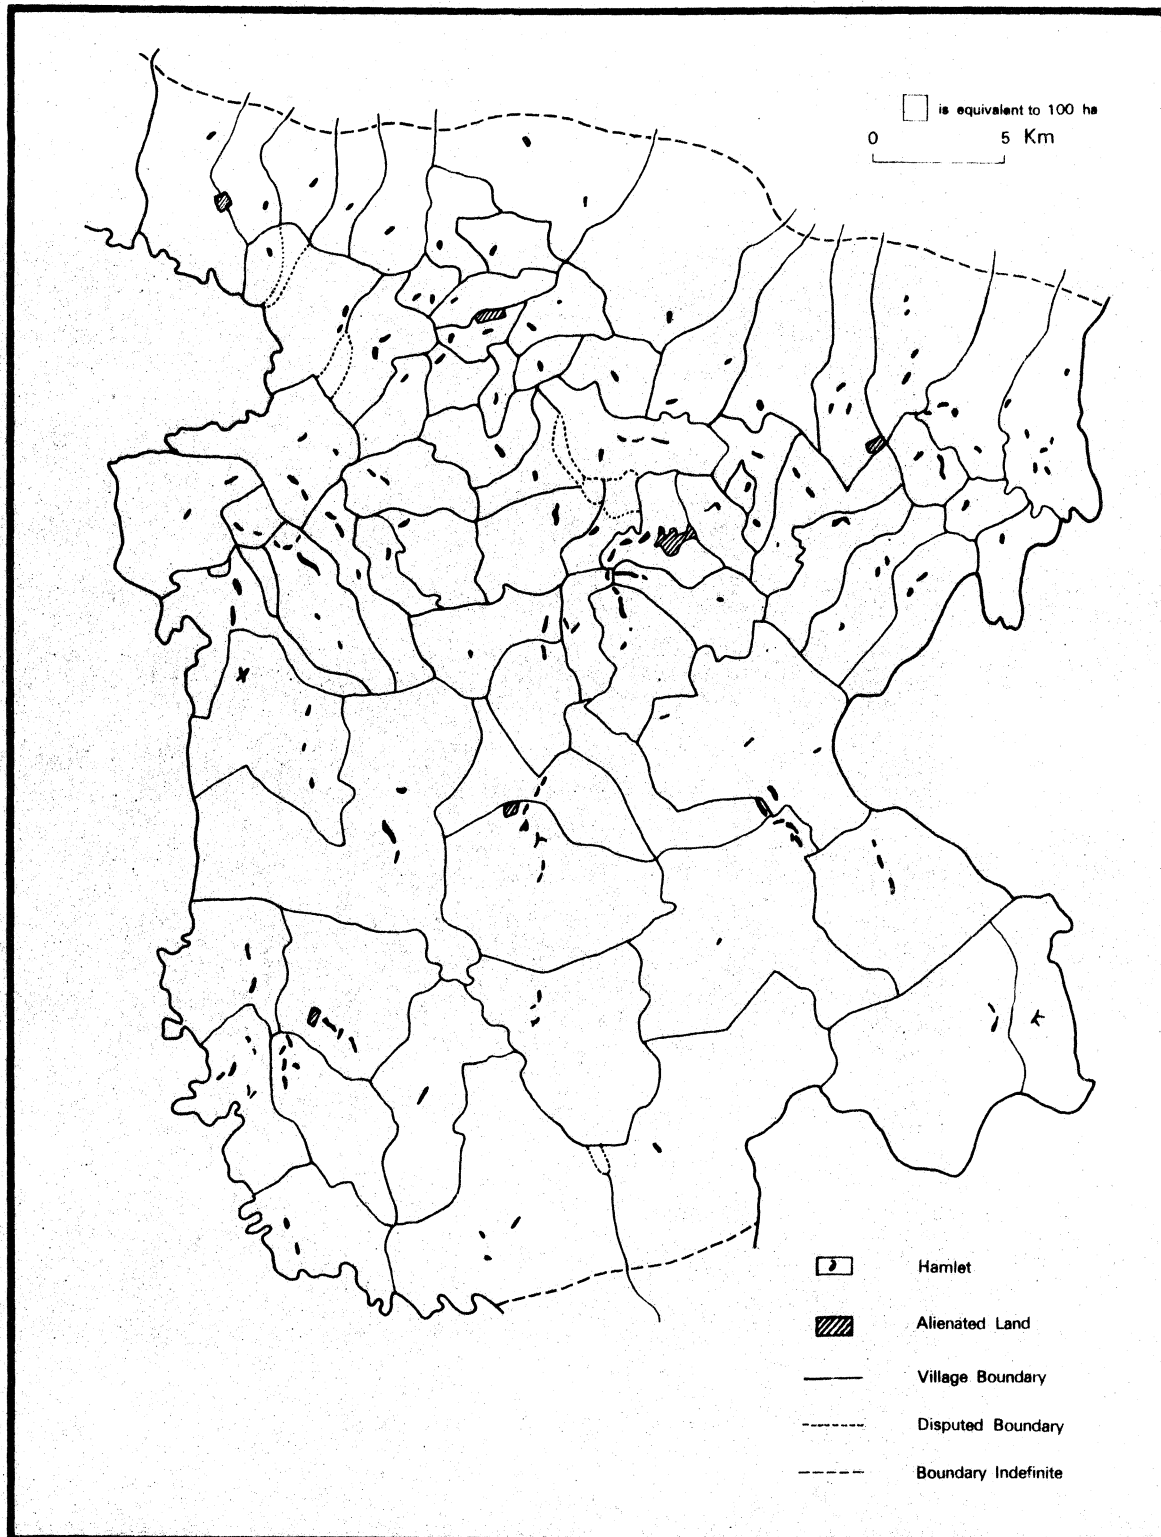 is equivalent to 100 ha
0 5 Km
Hamlet
Alienated Land
Village Boundary
Disputed Boundary
Boundary Indefinite